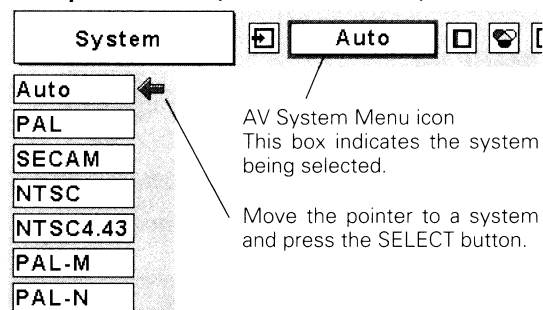 System
Auto
Auto
PAL
SECAM
NTSC
NTSC4.43
PAL-M
PAL-N
AV System Menu icon
This box indicates the system
being selected.
Move the pointer to a system
and press the SELECT button.